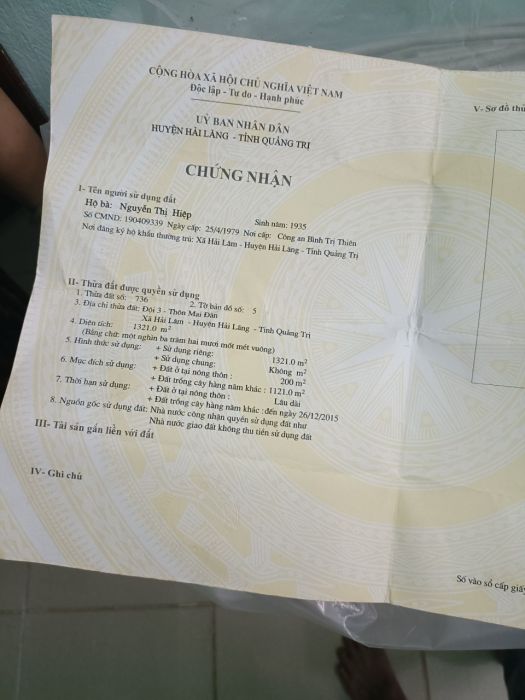 CỘNG HÒA XÃ HỘI CHỦ NGHĨA VIỆT NAM
Độc lập - Tự do - Hạnh phúc
UỶ BAN NHÂN DÂN
HUYỆN HẢI LĂNG - TỈNH QUẢNG TRỊ
CHỨNG NHẬN
I- Tên người sử dụng đất
Hộ bà: Nguyễn Thị Hiệp Sinh năm: 1935
Số CMND: 190409339 Ngày cấp: 25/4/1979 Nơi cấp: Công an Bình Trị Thiên
Nơi đăng ký hộ khẩu thường trú: Xã Hải Lâm - Huyện Hải Lăng - Tỉnh Quảng Trị
II- Thửa đất được quyền sử dụng
1. Thửa đất số: 736 2. Tờ bản đồ số: 5
3. Địa chỉ thửa đất: Đội 3 - Thôn Mai Đàn
Xã Hải Lâm - Huyện Hải Lăng - Tỉnh Quảng Trị
4. Diện tích: 1321.0 m²
(Bằng chữ: một nghìn ba trăm hai mươi mốt mét vuông)
5. Hình thức sử dụng: + Sử dụng riêng: 1321.0 m²
+ Sử dụng chung: Không m²
6. Mục đích sử dụng: + Đất ở tại nông thôn : 200 m²
+ Đất trồng cây hàng năm khác : 1121.0 m²
7. Thời hạn sử dụng: + Đất ở tại nông thôn: Lâu dài
+ Đất trồng cây hàng năm khác :đến ngày 26/12/2015
8. Nguồn gốc sử dụng đất: Nhà nước công nhận quyền sử dụng đất như
Nhà nước giao đất không thu tiền sử dụng đất
III- Tài sản gắn liền với đất
IV- Ghi chú
V- Sơ đồ thử
Số vào sổ cấp giấy